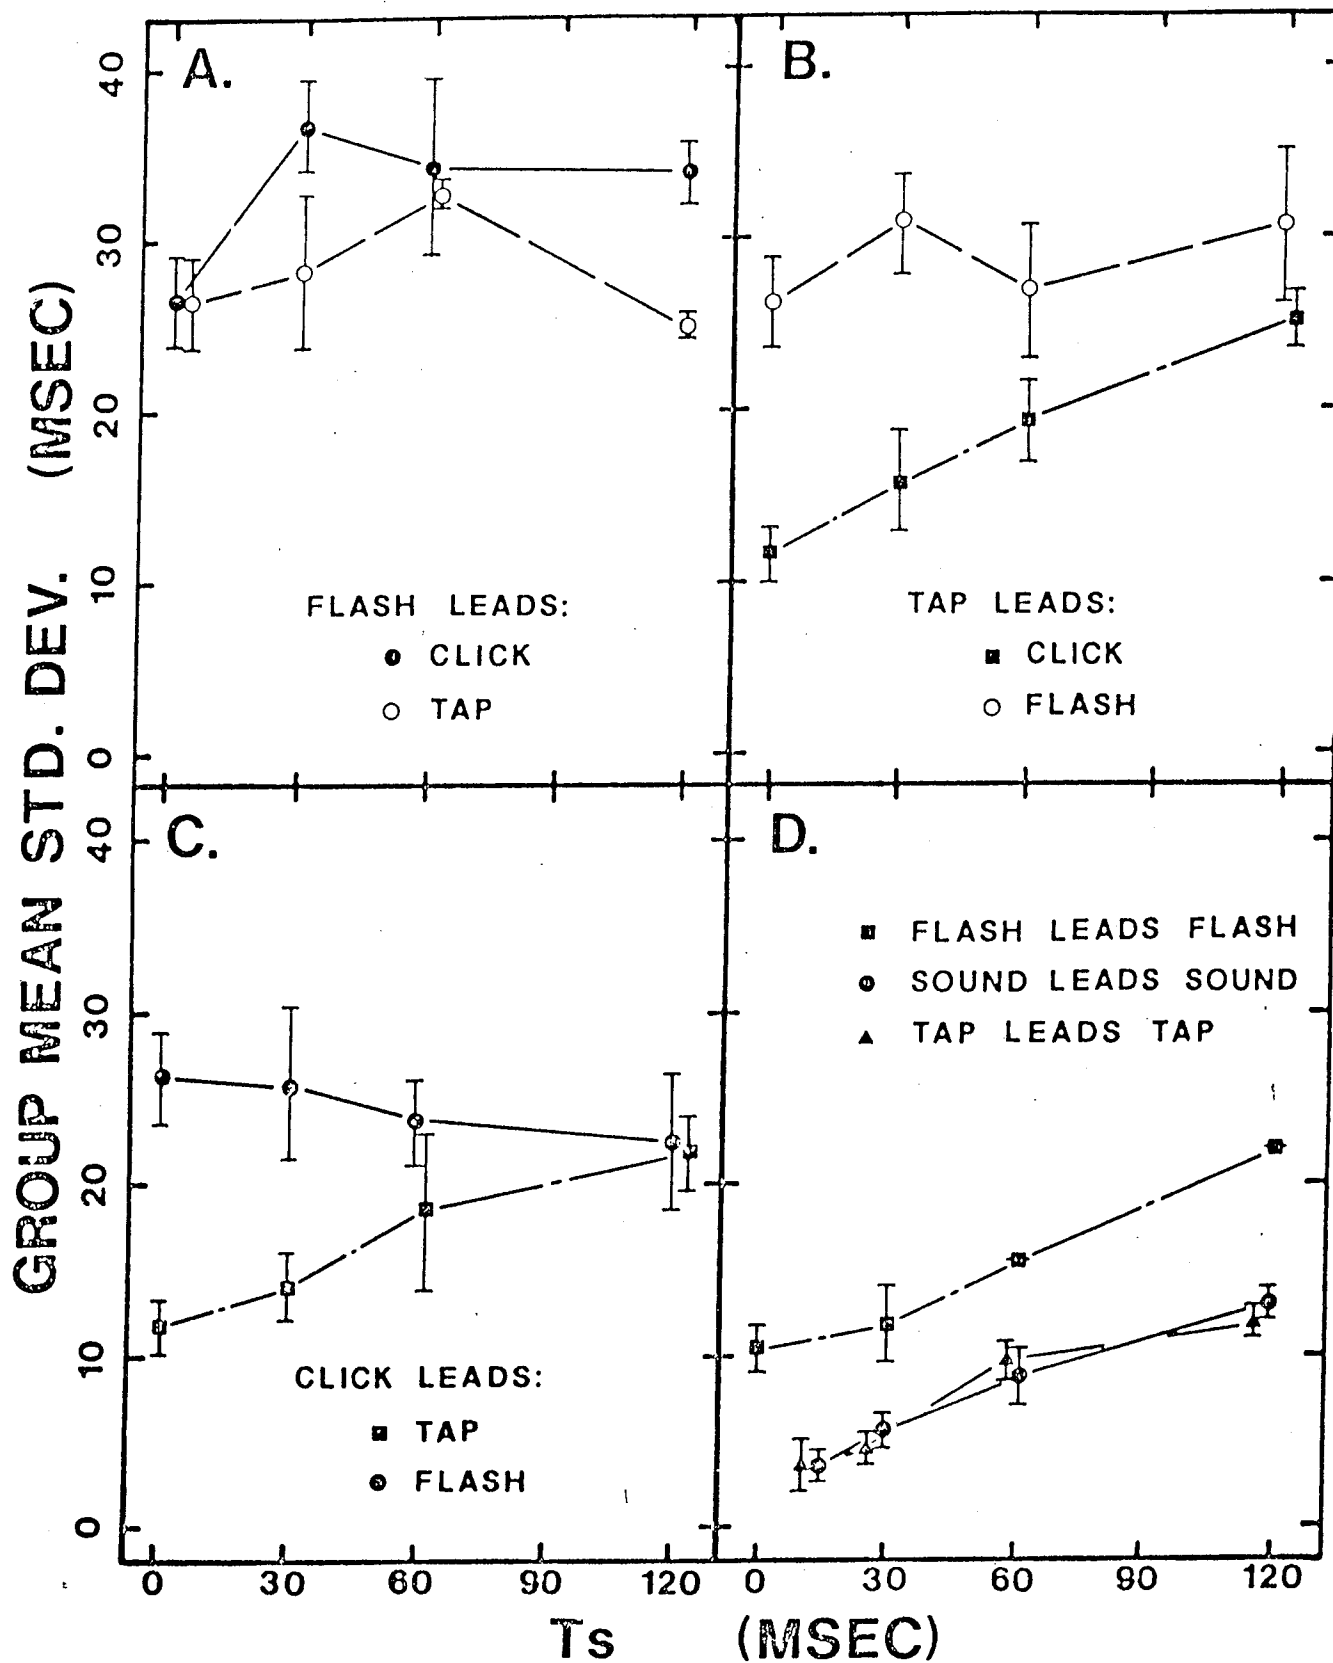 GROUP MEAN STD. DEV. (MSEC)
A.
40
30
20
10
0
FLASH LEADS:
CLICK
TAP
B.
TAP LEADS:
CLICK
FLASH
C.
40
30
20
10
0
CLICK LEADS:
TAP
FLASH
D.
FLASH LEADS FLASH
SOUND LEADS SOUND
TAP LEADS TAP
0 30 60 90 120
0 30 60 90 120
Ts (MSEC)